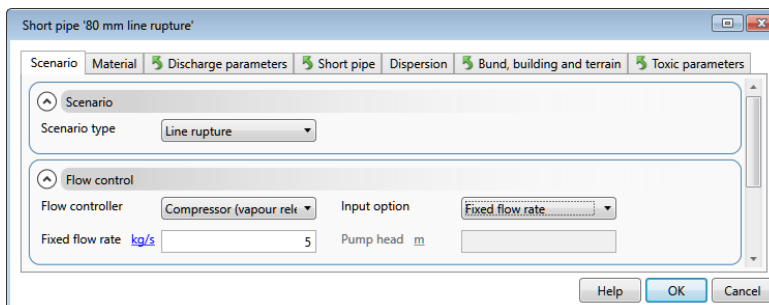 Short pipe '80 mm line rupture'
Scenario Material Discharge parameters Short pipe Dispersion Bund, building and terrain Toxic parameters
Scenario
Scenario type Line rupture
Flow control
Flow controller Compressor (vapour rele Input option Fixed flow rate
Fixed flow rate kg/s 5 Pump head m
Help OK Cancel